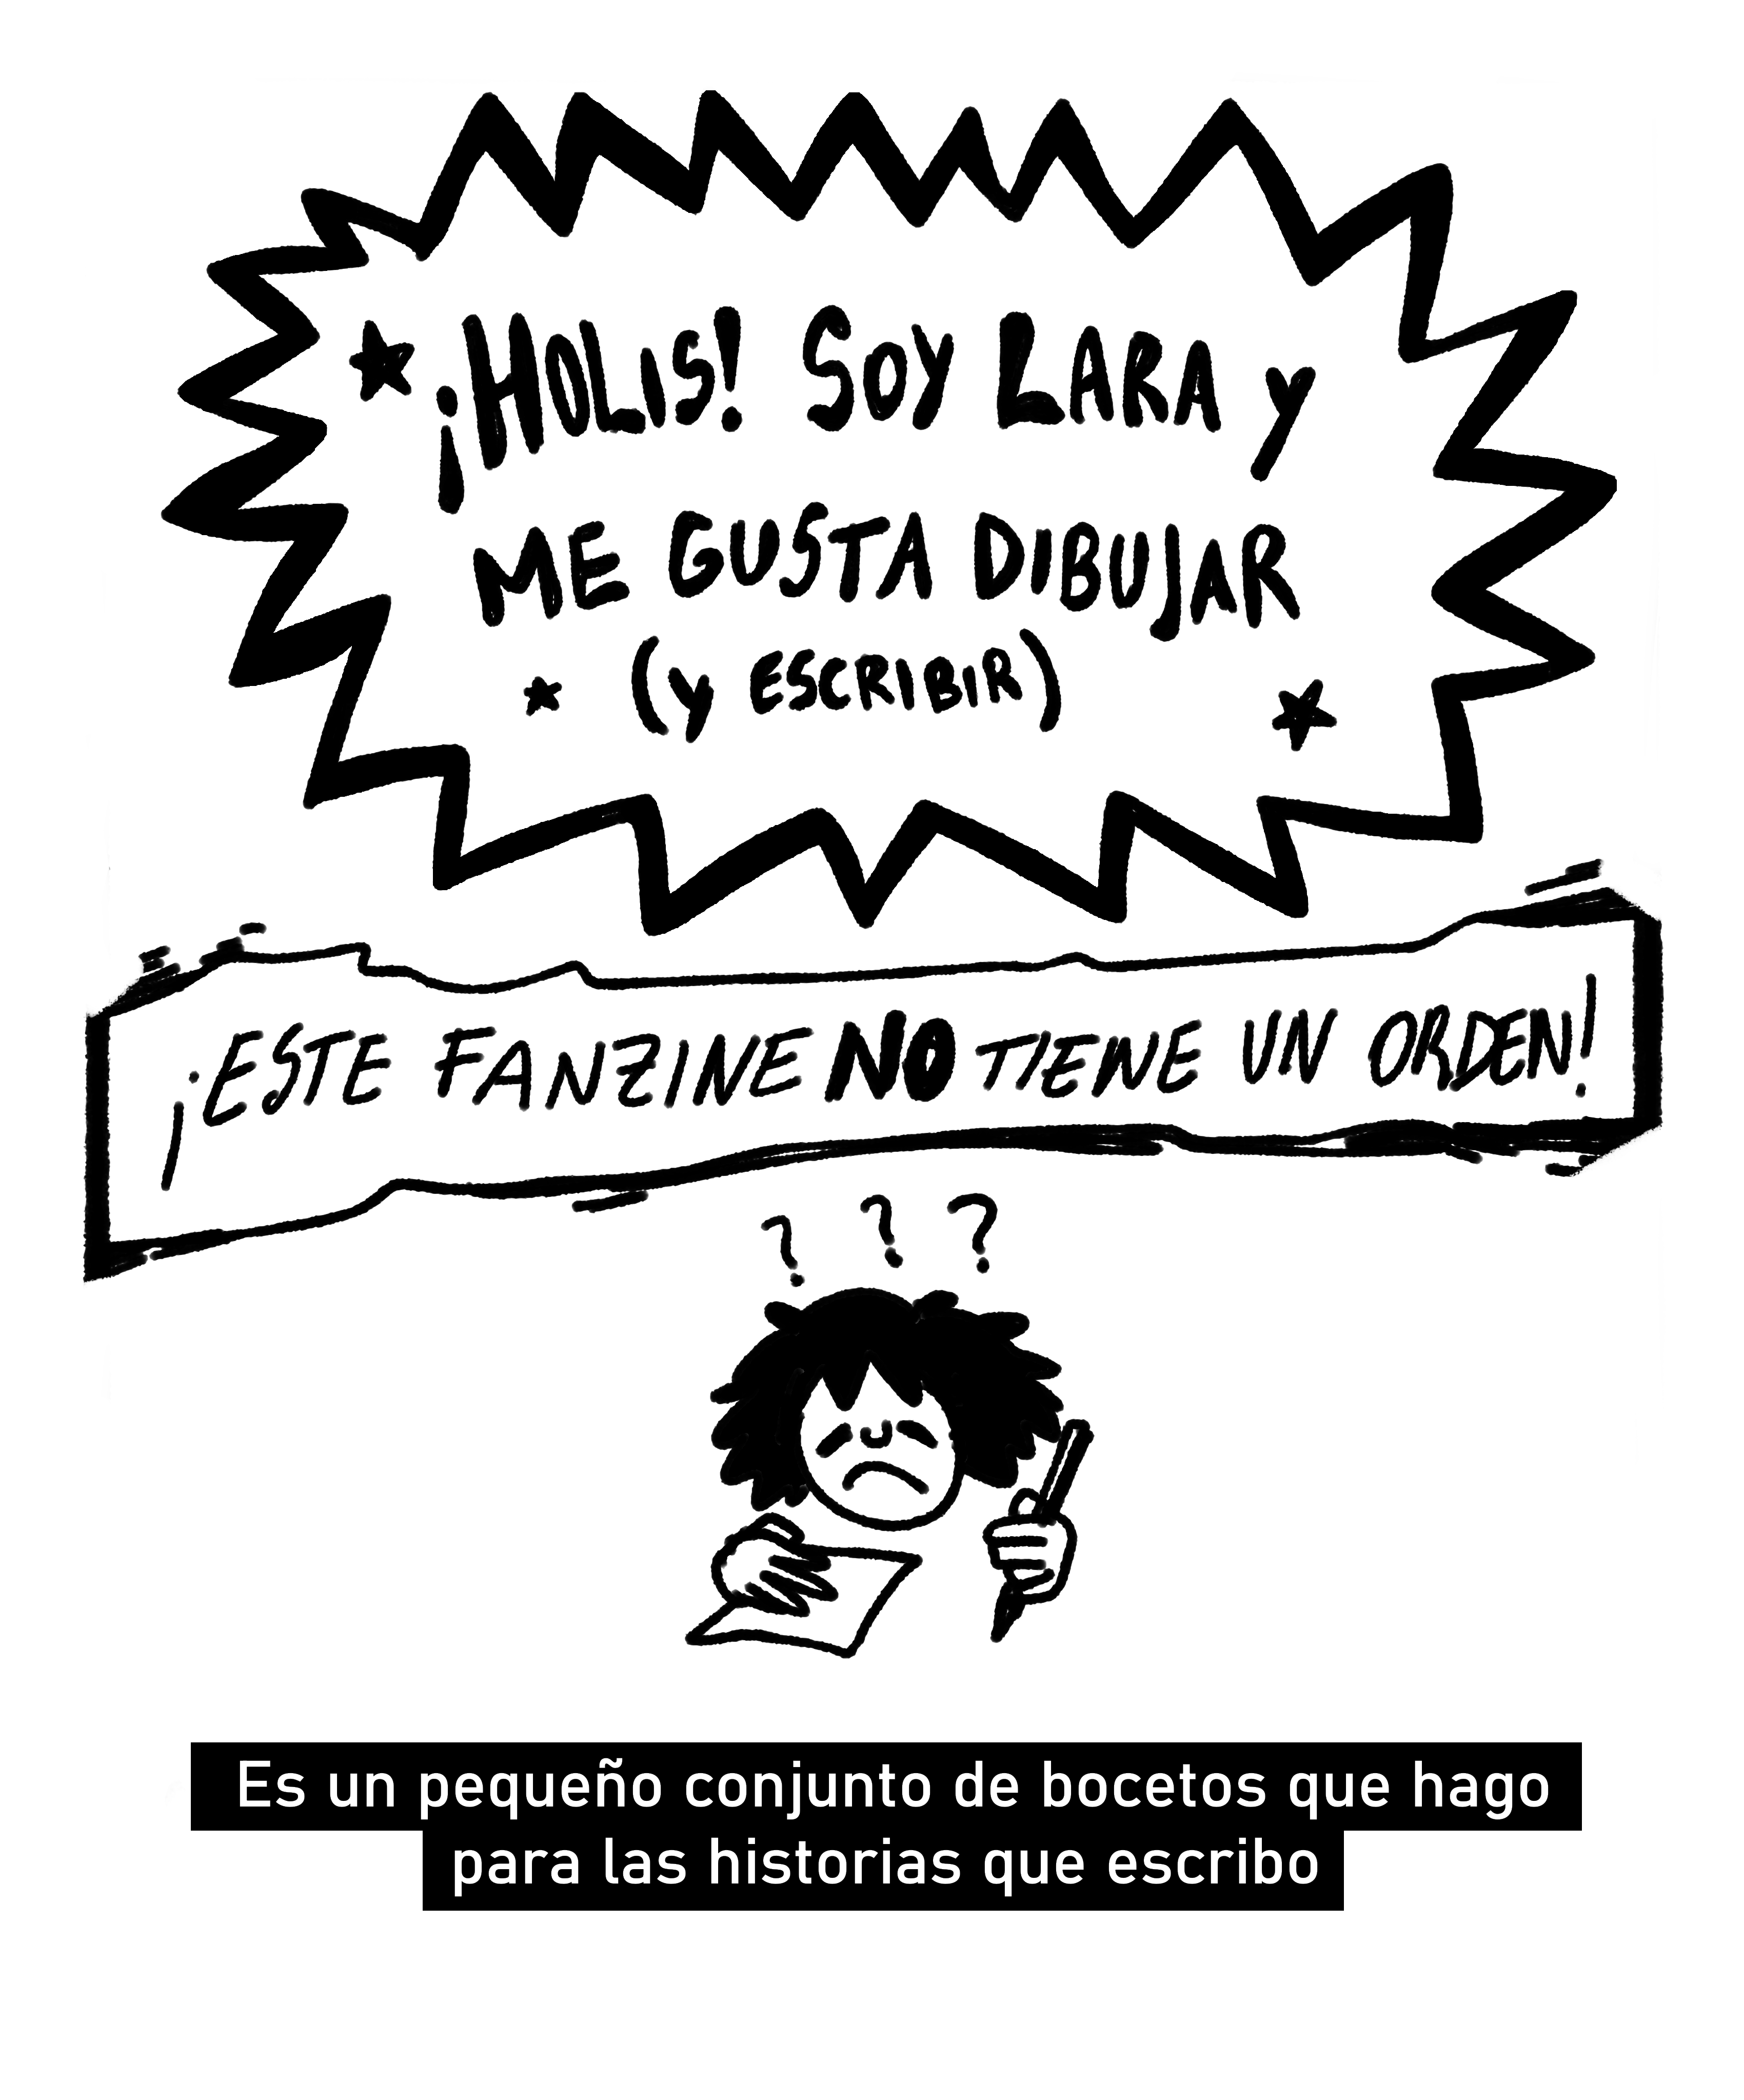 ¡HOLIS! SOY LARA Y
ME GUSTA DIBUJAR
(Y ESCRIBIR)
¡ESTE FANZINE NO TIENE UN ORDEN!
? ? ?
Es un pequeño conjunto de bocetos que hago
para las historias que escribo